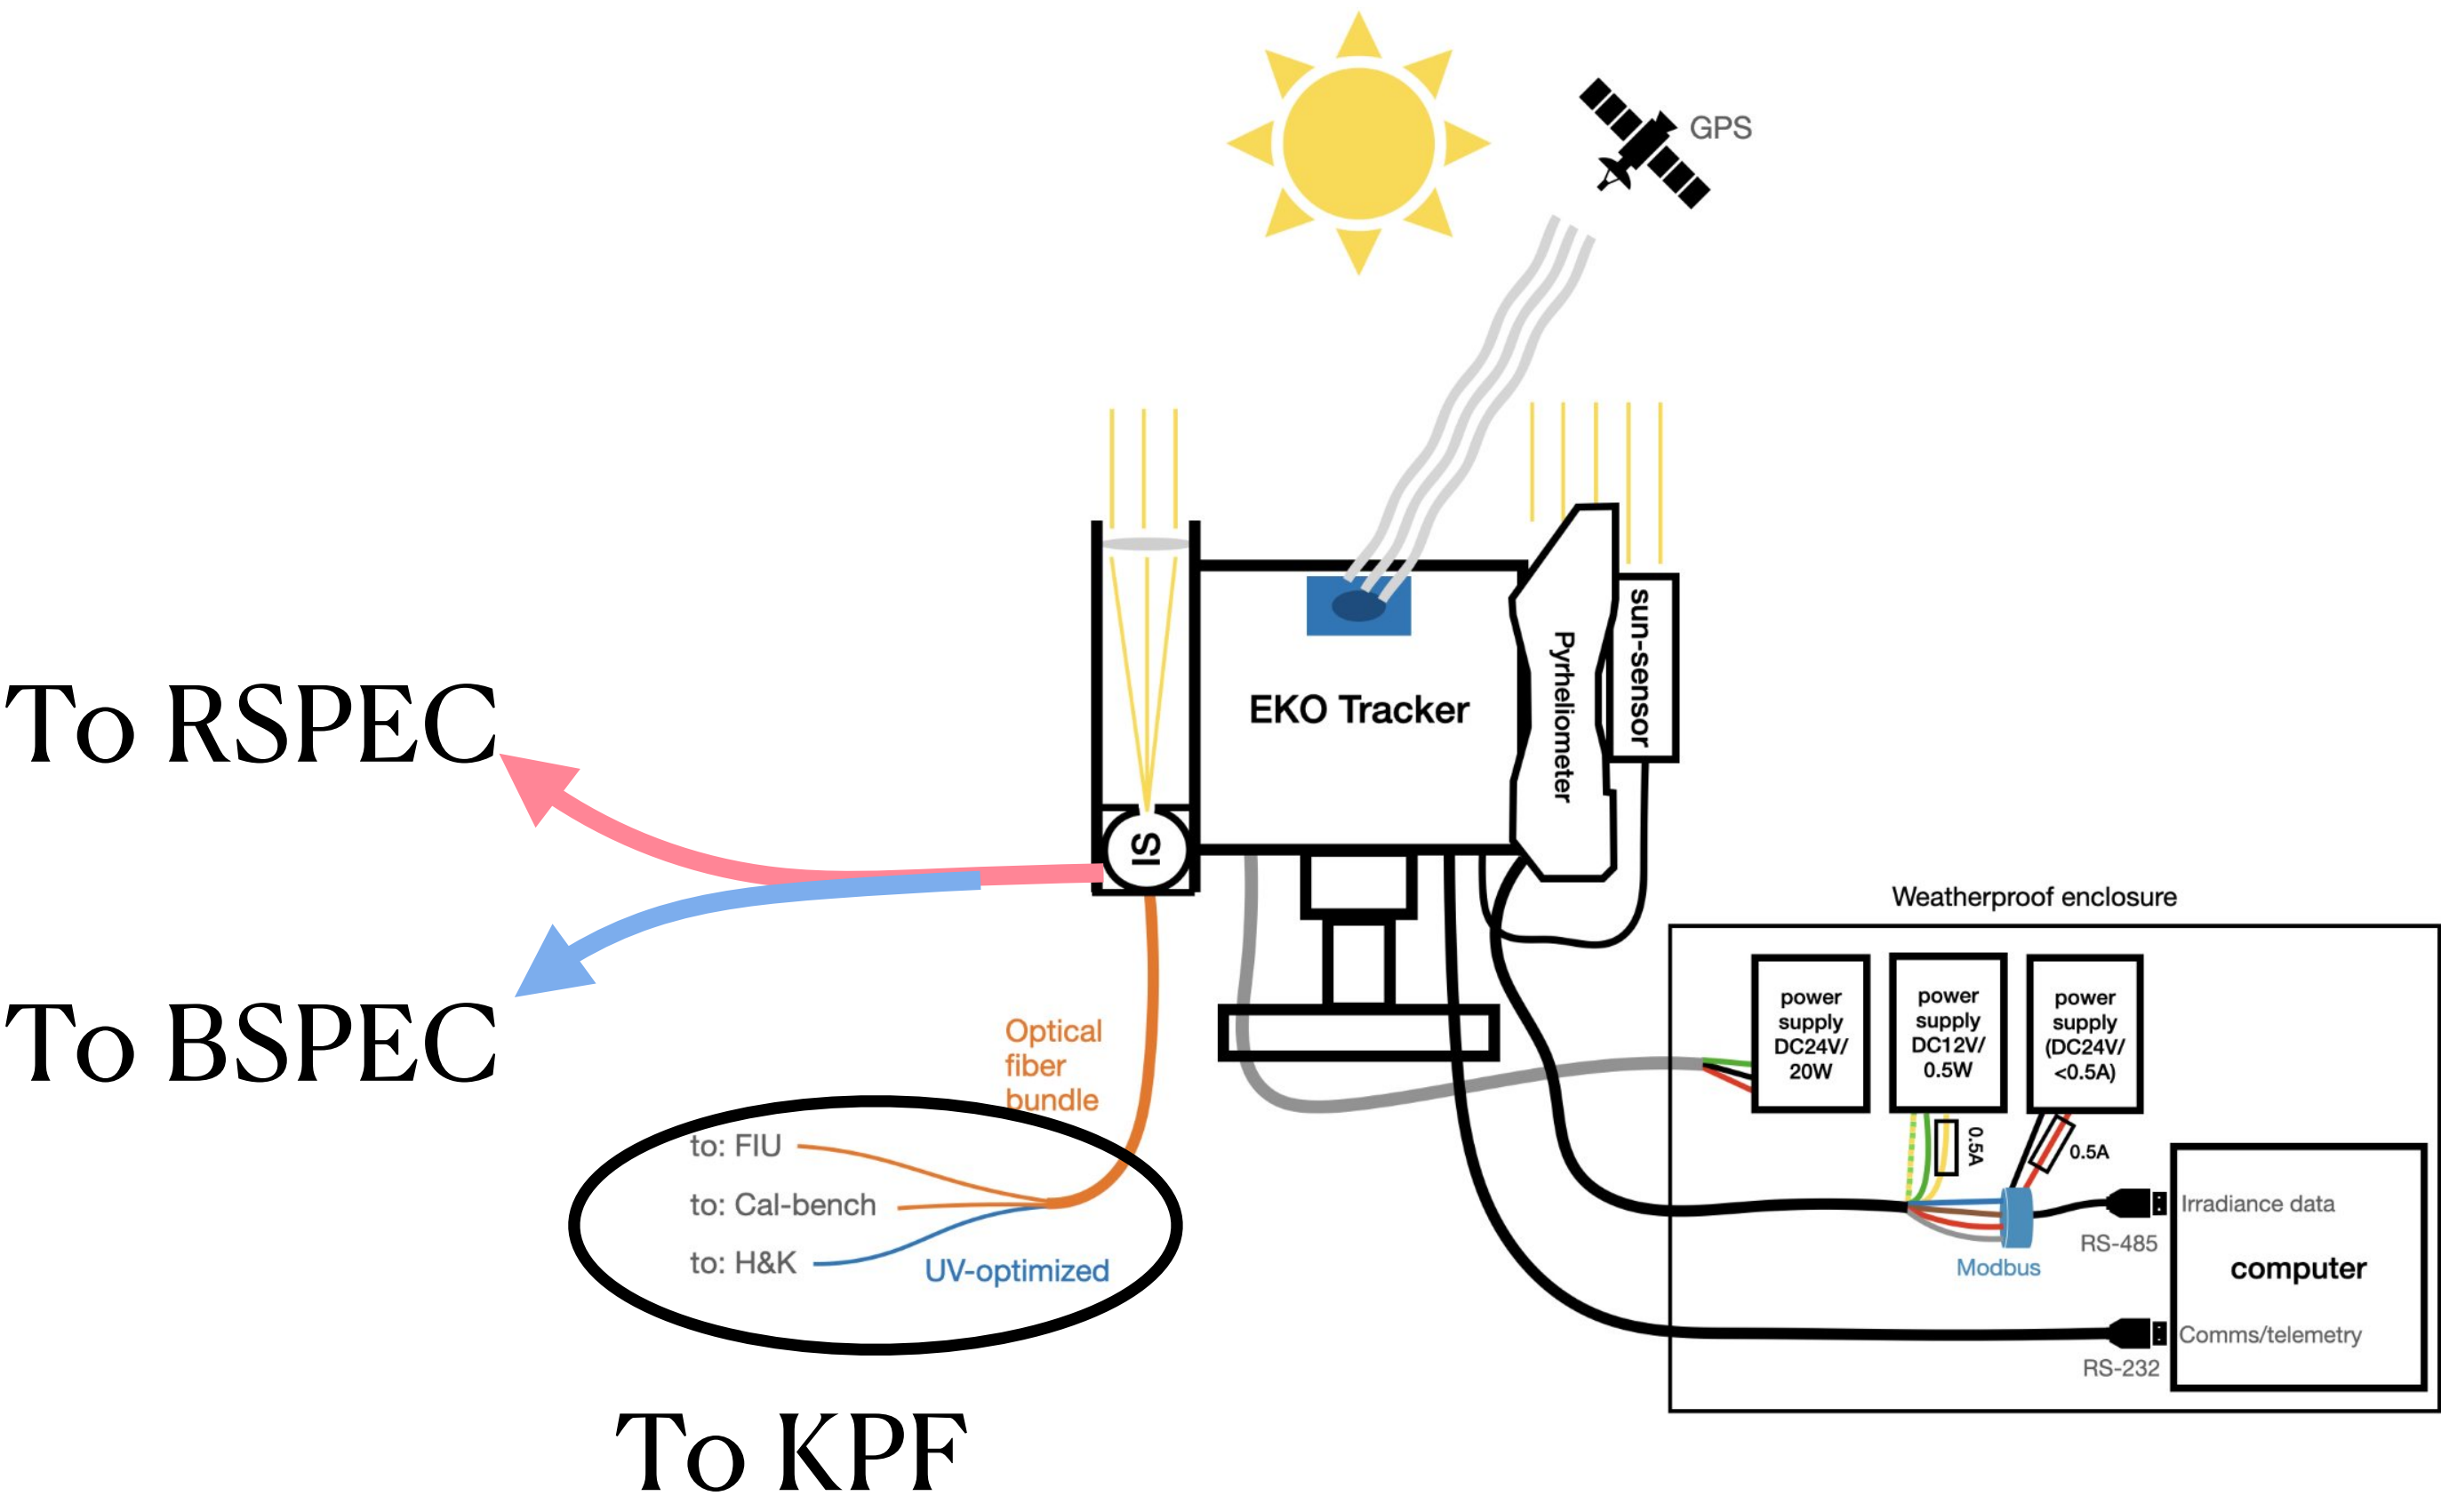 GPS
To RSPEC
To BSPEC
EKO Tracker
Pyrheliometer
sun-sensor
SI
Optical
fiber
bundle
to: FIU
to: Cal-bench
to: H&K
UV-optimized
To KPF
Weatherproof enclosure
power
supply
DC24V/
20W
power
supply
DC12V/
0.5W
power
supply
(DC24V/
<0.5A)
0.5A
0.5A
Modbus
Irradiance data
RS-485
computer
Comms/telemetry
RS-232